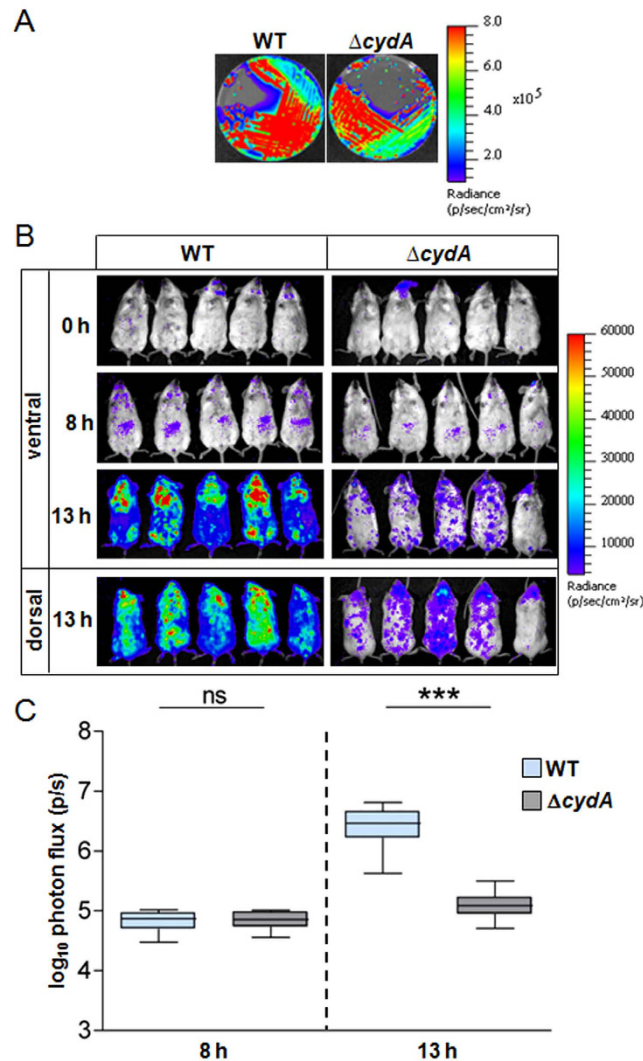 A
WT ΔcydA
8.0
6.0
x10⁵
4.0
2.0
Radiance
(p/sec/cm²/sr)
B
WT ΔcydA
ventral
0 h
8 h
13 h
dorsal
13 h
60000
50000
40000
30000
20000
10000
Radiance
(p/sec/cm²/sr)
C
ns ***
log₁₀ photon flux (p/s)
8
7
6
5
4
3
WT
ΔcydA
8 h 13 h